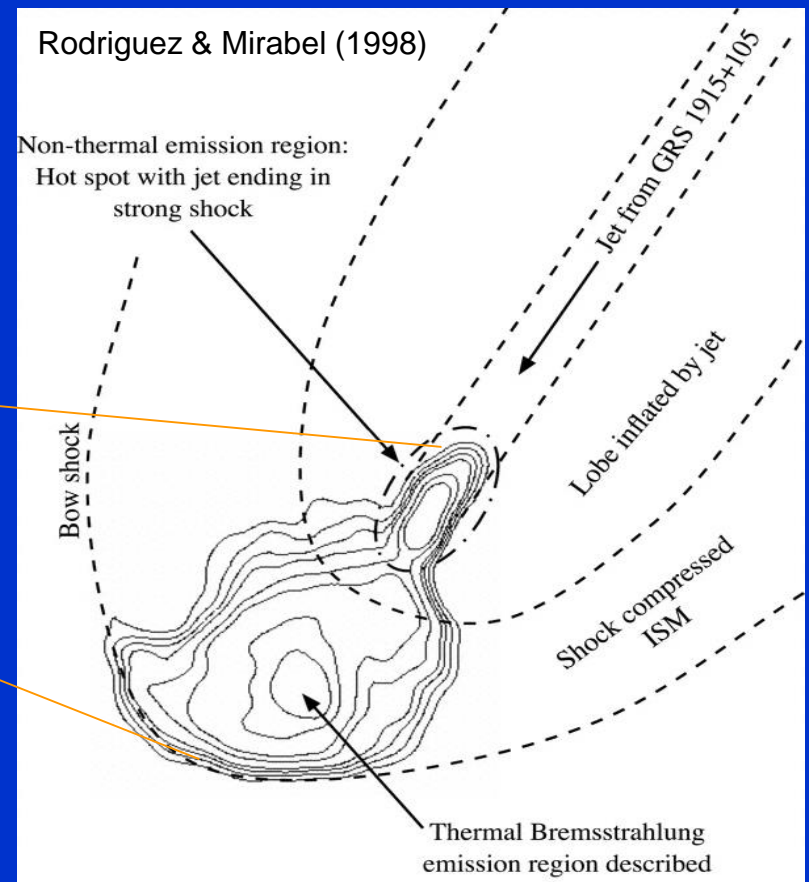 Rodriguez & Mirabel (1998)
Non-thermal emission region:
Hot spot with jet ending in
strong shock
Jet from GRS 1915+105
Bow shock
Lobe inflated by jet
Shock compressed
ISM
Thermal Bremsstrahlung
emission region described